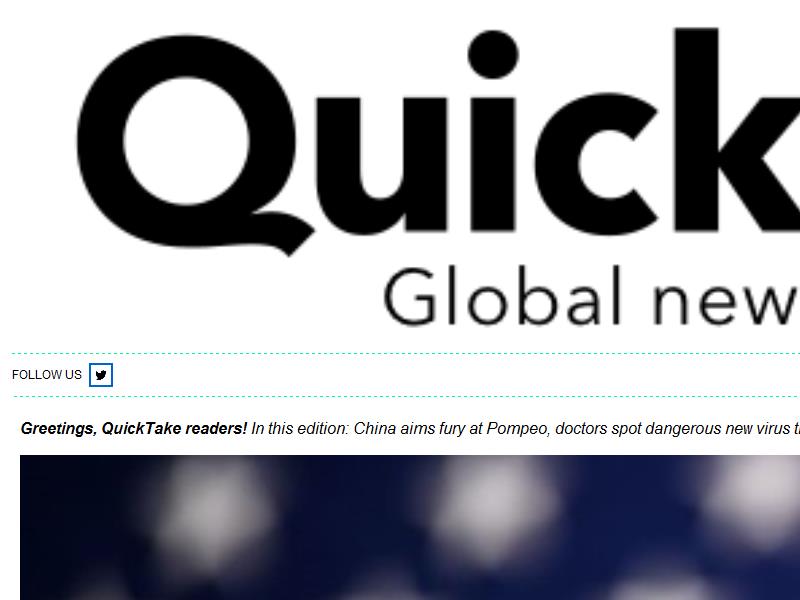 Quick
Global new
FOLLOW US
Greetings, QuickTake readers! In this edition: China aims fury at Pompeo, doctors spot dangerous new virus